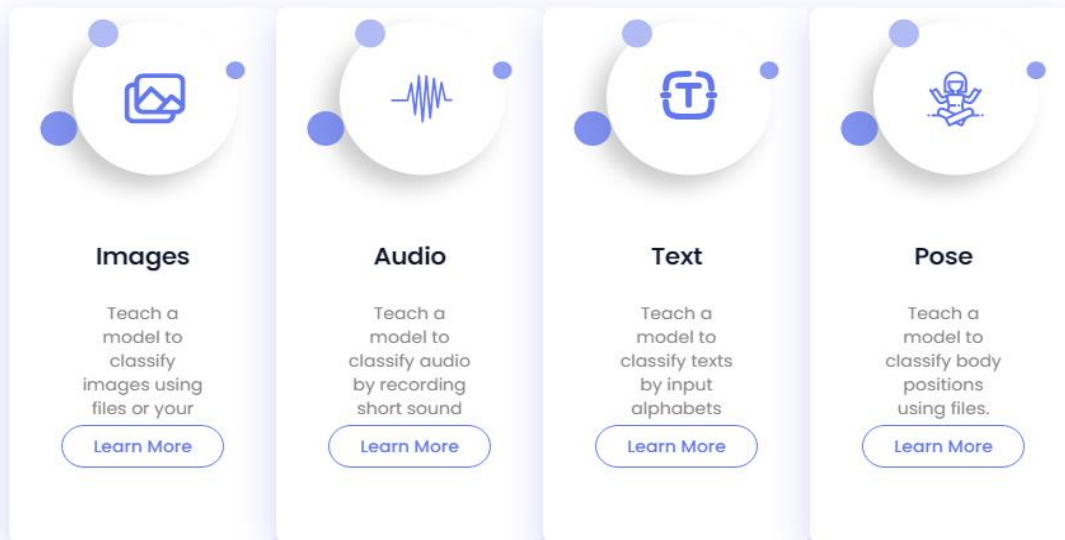 Images
Teach a
model to
classify
images using
files or your
Learn More
Audio
Teach a
model to
classify audio
by recording
short sound
Learn More
T
Text
Teach a
model to
classify texts
by input
alphabets
Learn More
Pose
Teach a
model to
classify body
positions
using files.
Learn More